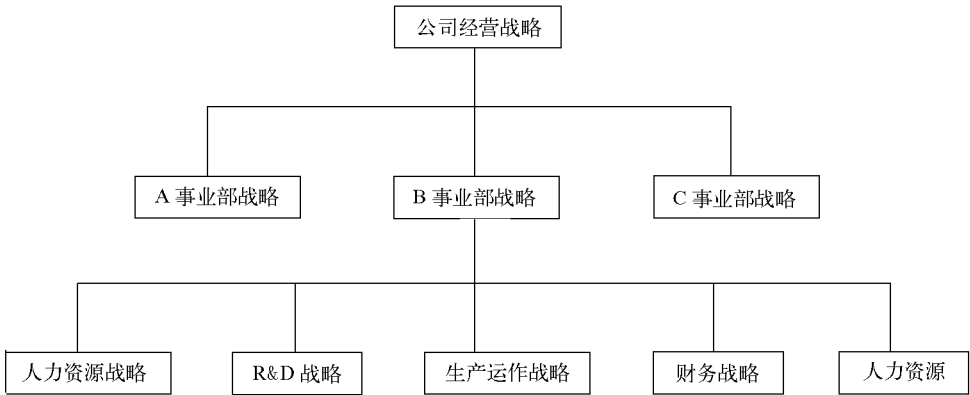 公司经营战略
A 事业部战略
B 事业部战略
C 事业部战略
人力资源战略
R&D 战略
生产运作战略
财务战略
人力资源